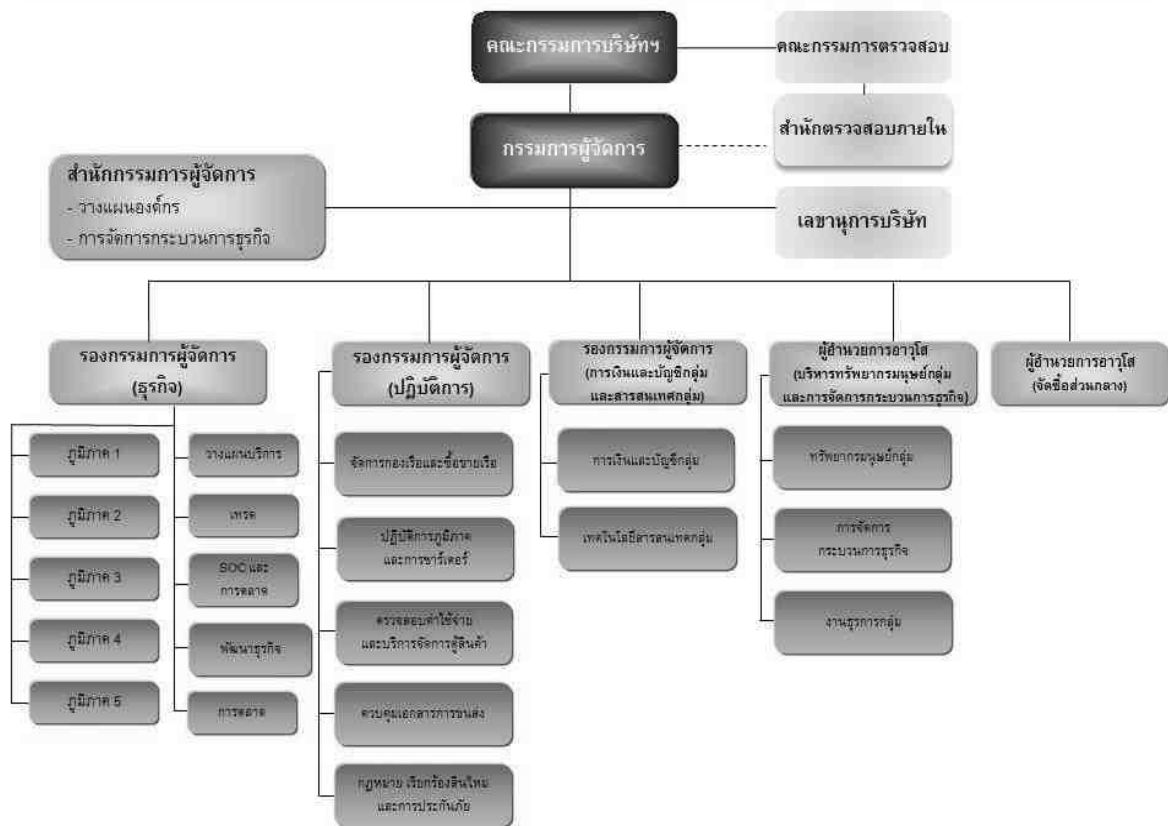 คณะกรรมการบริษัทฯ
คณะกรรมการตรวจสอบ
กรรมการผู้จัดการ
สำนักตรวจสอบภายใน
สำนักกรรมการผู้จัดการ
- วางแผนองค์กร
- การจัดการกระบวนการธุรกิจ
เลขานุการบริษัท
รองกรรมการผู้จัดการ
(ธุรกิจ)
ภูมิภาค 1
ภูมิภาค 2
ภูมิภาค 3
ภูมิภาค 4
ภูมิภาค 5
วางแผนบริการ
เทรด
SOC และ
การตลาด
พัฒนาธุรกิจ
การตลาด
รองกรรมการผู้จัดการ
(ปฏิบัติการ)
จัดการกองเรือและซื้อขายเรือ
ปฏิบัติการภูมิภาค
และการชาร์เตอร์
ตรวจสอบค่าใช้จ่าย
และบริการจัดการตู้สินค้า
ควบคุมเอกสารการขนส่ง
กฎหมาย เรียกร้องสินไหม
และการประกันภัย
รองกรรมการผู้จัดการ
(การเงินและบัญชีกลุ่ม
และสารสนเทศกลุ่ม)
การเงินและบัญชีกลุ่ม
เทคโนโลยีสารสนเทศกลุ่ม
ผู้อำนวยการอาวุโส
(บริหารทรัพยากรมนุษย์กลุ่ม
และการจัดการกระบวนการธุรกิจ)
ทรัพยากรมนุษย์กลุ่ม
การจัดการ
กระบวนการธุรกิจ
งานธุรการกลุ่ม
ผู้อำนวยการอาวุโส
(จัดซื้อส่วนกลาง)